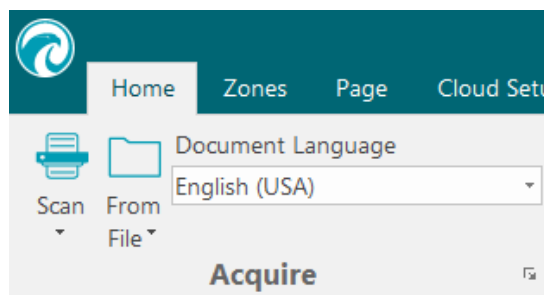 Home Zones Page Cloud Setu
Document Language
English (USA)
Scan From
File
Acquire